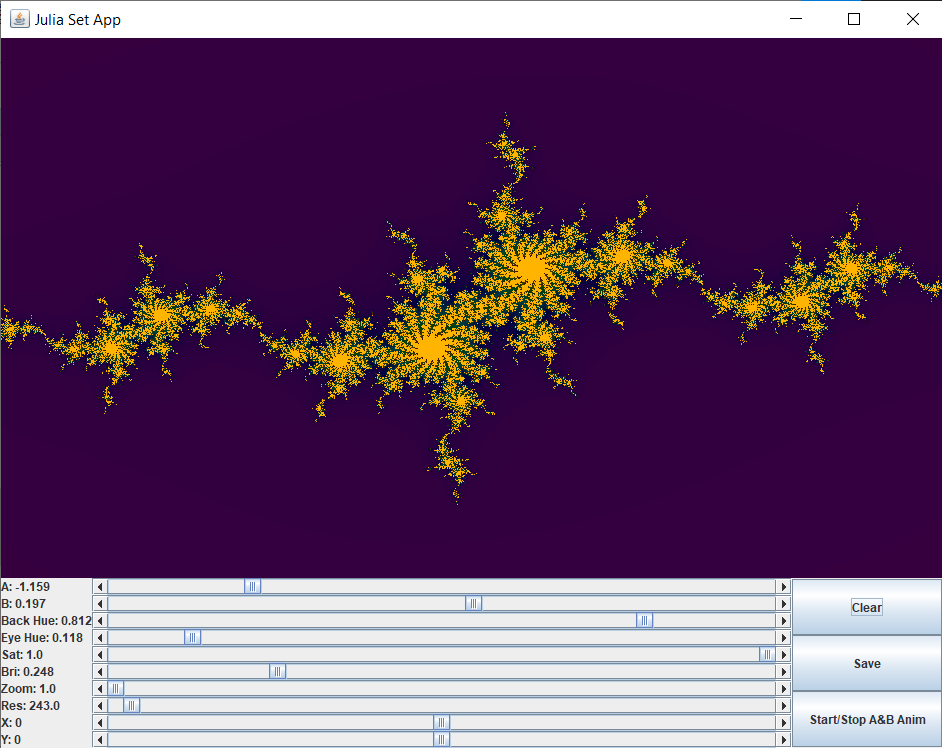 Julia Set App
A: -1.159
B: 0.197
Back Hue: 0.812
Eye Hue: 0.118
Sat: 1.0
Bri: 0.248
Zoom: 1.0
Res: 243.0
X: 0
Y: 0
Clear
Save
Start/Stop A&B Anim